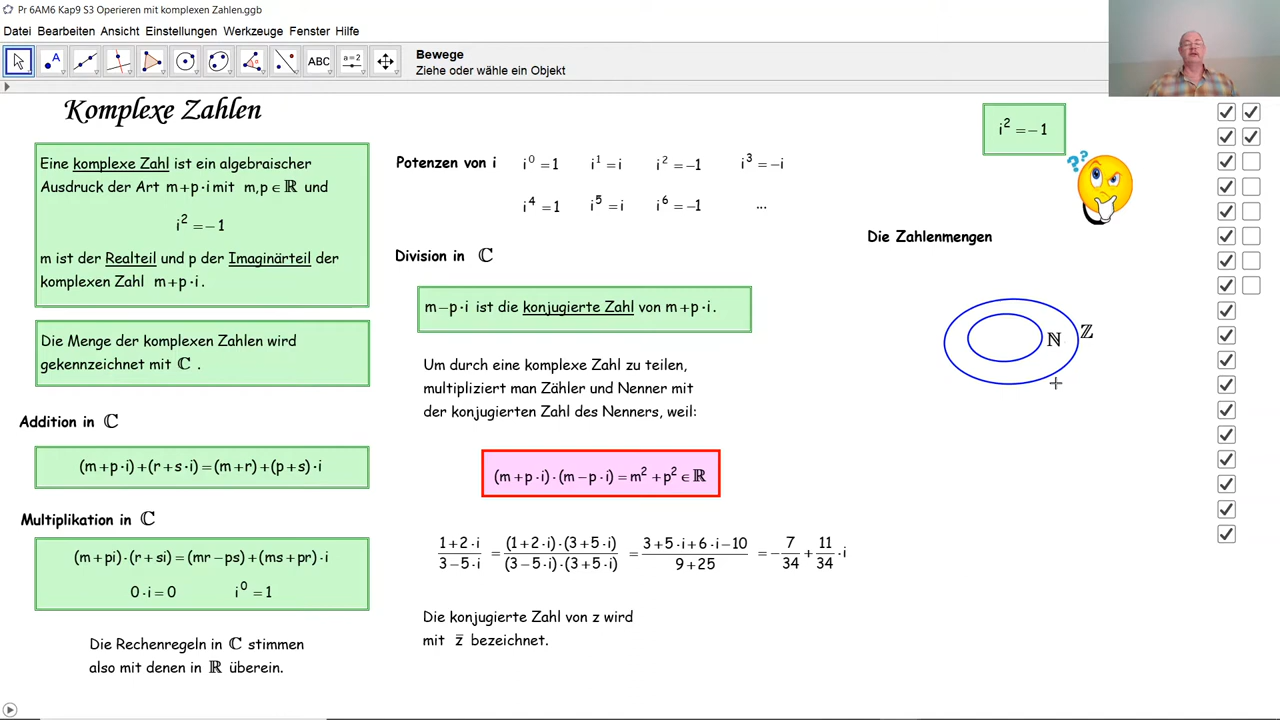 Pr 6AM6 Kap9 S3 Operieren mit komplexen Zahlen.ggb
Datei Bearbeiten Ansicht Einstellungen Werkzeuge Fenster Hilfe
A
ABC
a=2
Bewege
Ziehe oder wähle ein Objekt
Komplexe Zahlen
Eine komplexe Zahl ist ein algebraischer
Ausdruck der Art m+p·i mit m,p∈ℝ und
i²=-1
m ist der Realteil und p der Imaginärteil der
komplexen Zahl m+p·i.
Die Menge der komplexen Zahlen wird
gekennzeichnet mit ℂ .
Addition in ℂ
(m+p·i)+(r+s·i)=(m+r)+(p+s)·i
Multiplikation in ℂ
(m+pi)·(r+si)=(mr-ps)+(ms+pr)·i
0·i=0 i⁰=1
Die Rechenregeln in ℂ stimmen
also mit denen in ℝ überein.
Potenzen von i i⁰=1 i¹=i i²=-1 i³=-i
i⁴=1 i⁵=i i⁶=-1 ...
Division in ℂ
m-p·i ist die konjugierte Zahl von m+p·i.
Um durch eine komplexe Zahl zu teilen,
multipliziert man Zähler und Nenner mit
der konjugierten Zahl des Nenners, weil:
(m+p·i)·(m-p·i)=m²+p²∈ℝ
(1+2·i)/(3-5·i) = ((1+2·i)·(3+5·i))/((3-5·i)·(3+5·i)) = (3+5·i+6·i-10)/(9+25) = -7/34+11/34·i
Die konjugierte Zahl von z wird
mit z̅ bezeichnet.
i²=-1
??
Die Zahlenmengen
ℕ ℤ